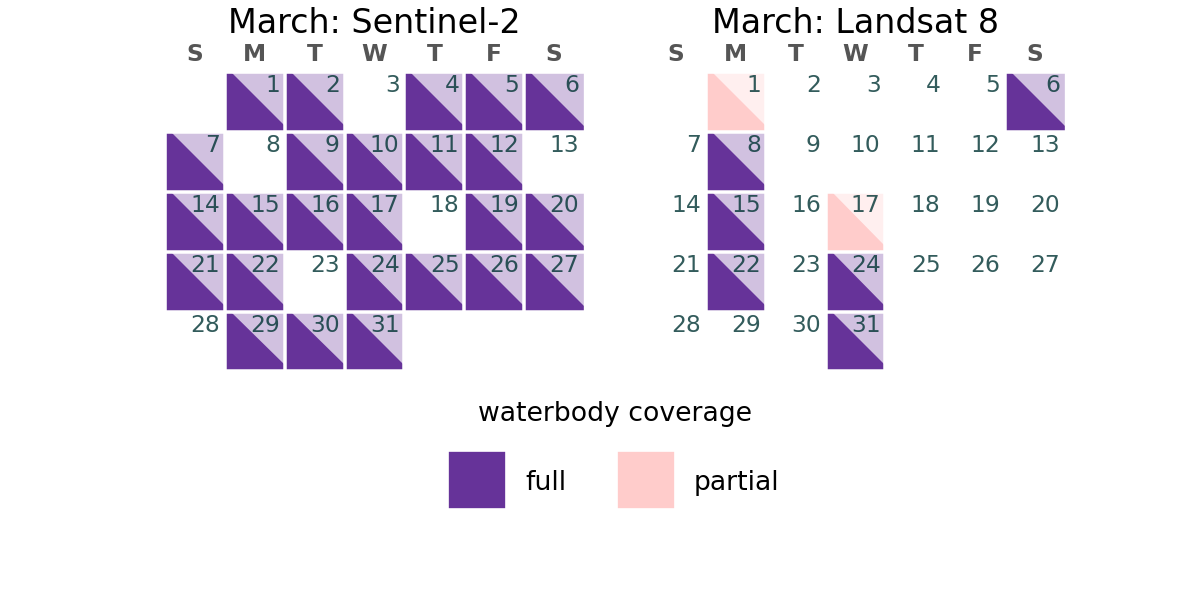 March: Sentinel-2
S M T W T F S
1 2 3 4 5 6
7 8 9 10 11 12 13
14 15 16 17 18 19 20
21 22 23 24 25 26 27
28 29 30 31
March: Landsat 8
S M T W T F S
1 2 3 4 5 6
7 8 9 10 11 12 13
14 15 16 17 18 19 20
21 22 23 24 25 26 27
28 29 30 31
waterbody coverage
full partial